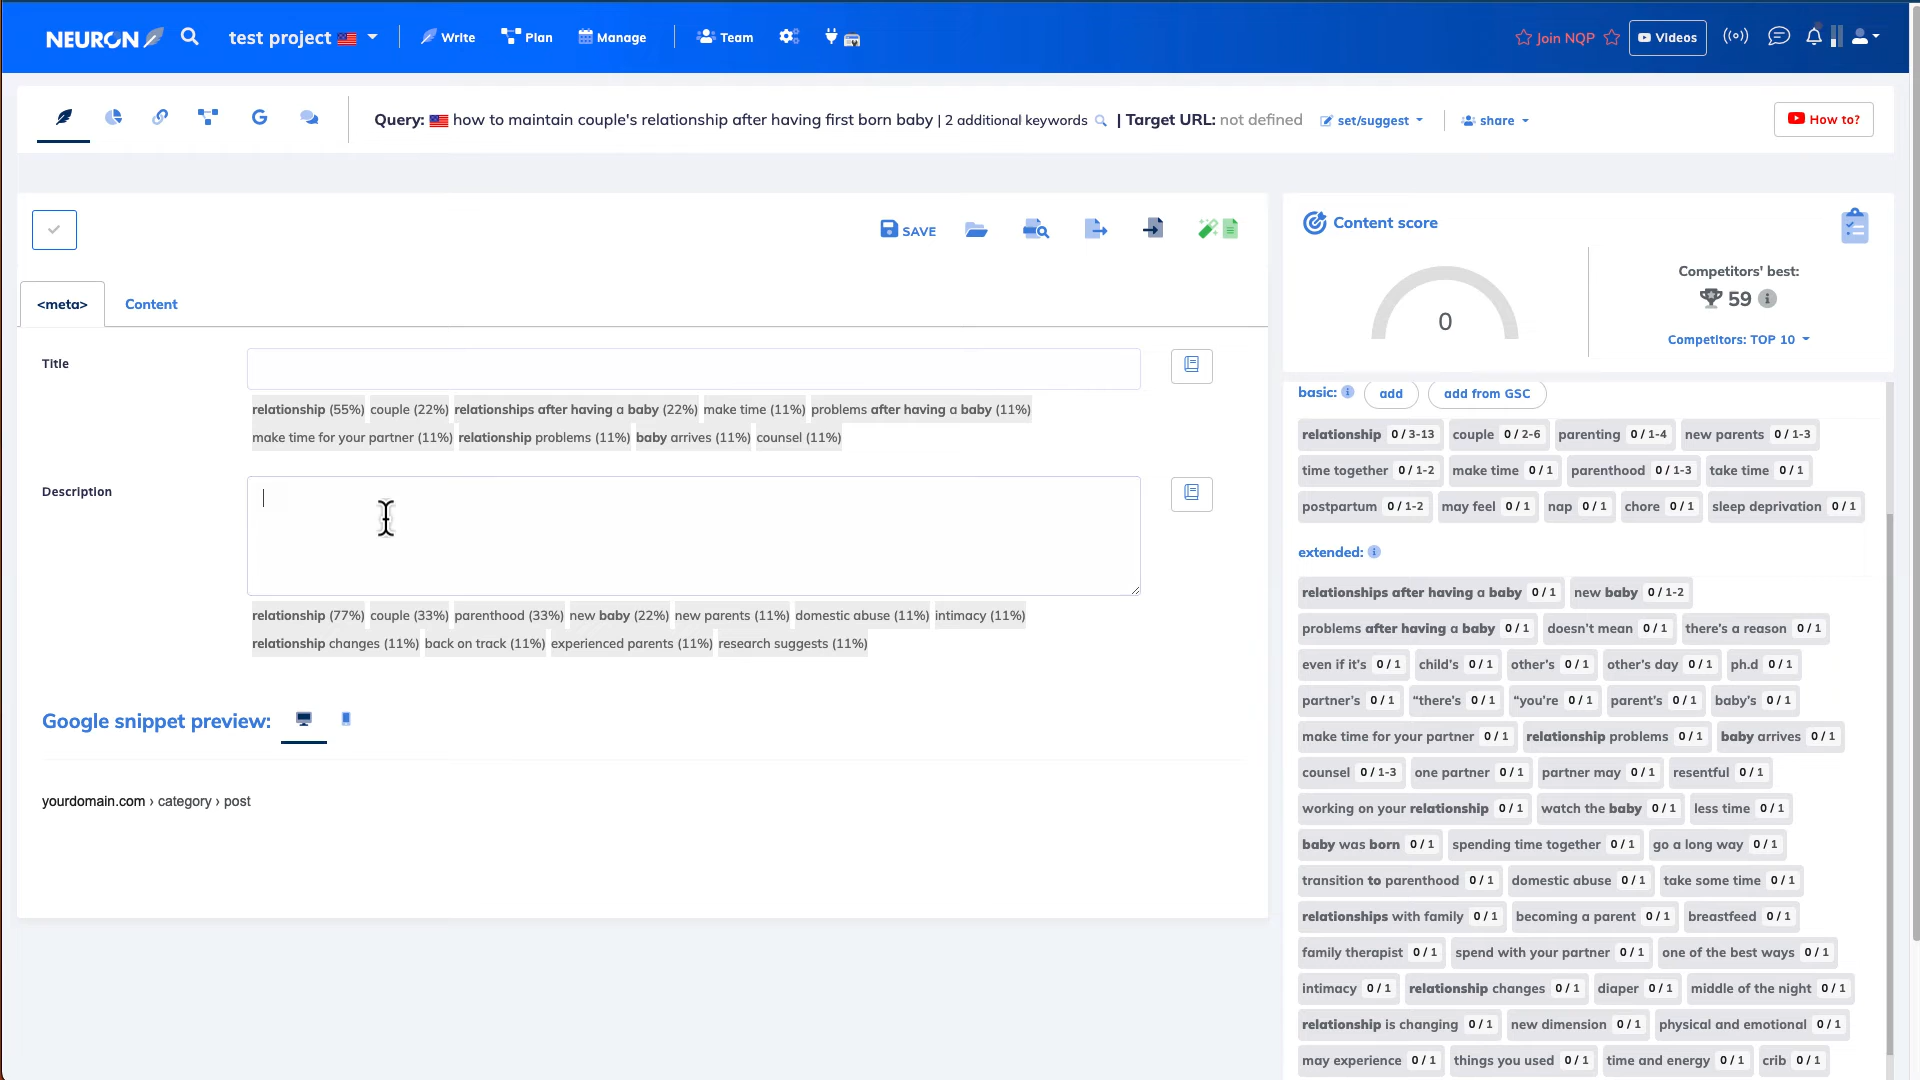 NEURON test project Write Plan Manage Team Join NQP Videos
Query: how to maintain couple's relationship after having first born baby | 2 additional keywords | Target URL: not defined set/suggest share How to?
SAVE
Content score
<meta> Content
0
Competitors' best:
59
Competitors: TOP 10
Title
relationship (55%) couple (22%) relationships after having a baby (22%) make time (11%) problems after having a baby (11%)
make time for your partner (11%) relationship problems (11%) baby arrives (11%) counsel (11%)
Description
relationship (77%) couple (33%) parenthood (33%) new baby (22%) new parents (11%) domestic abuse (11%) intimacy (11%)
relationship changes (11%) back on track (11%) experienced parents (11%) research suggests (11%)
Google snippet preview:
yourdomain.com › category › post
basic: add add from GSC
relationship 0 / 3-13 couple 0 / 2-6 parenting 0 / 1-4 new parents 0 / 1-3
time together 0 / 1-2 make time 0 / 1 parenthood 0 / 1-3 take time 0 / 1
postpartum 0 / 1-2 may feel 0 / 1 nap 0 / 1 chore 0 / 1 sleep deprivation 0 / 1
extended:
relationships after having a baby 0 / 1 new baby 0 / 1-2
problems after having a baby 0 / 1 doesn't mean 0 / 1 there's a reason 0 / 1
even if it's 0 / 1 child's 0 / 1 other's 0 / 1 other's day 0 / 1 ph.d 0 / 1
partner's 0 / 1 “there's 0 / 1 “you're 0 / 1 parent's 0 / 1 baby's 0 / 1
make time for your partner 0 / 1 relationship problems 0 / 1 baby arrives 0 / 1
counsel 0 / 1-3 one partner 0 / 1 partner may 0 / 1 resentful 0 / 1
working on your relationship 0 / 1 watch the baby 0 / 1 less time 0 / 1
baby was born 0 / 1 spending time together 0 / 1 go a long way 0 / 1
transition to parenthood 0 / 1 domestic abuse 0 / 1 take some time 0 / 1
relationships with family 0 / 1 becoming a parent 0 / 1 breastfeed 0 / 1
family therapist 0 / 1 spend with your partner 0 / 1 one of the best ways 0 / 1
intimacy 0 / 1 relationship changes 0 / 1 diaper 0 / 1 middle of the night 0 / 1
relationship is changing 0 / 1 new dimension 0 / 1 physical and emotional 0 / 1
may experience 0 / 1 things you used 0 / 1 time and energy 0 / 1 crib 0 / 1